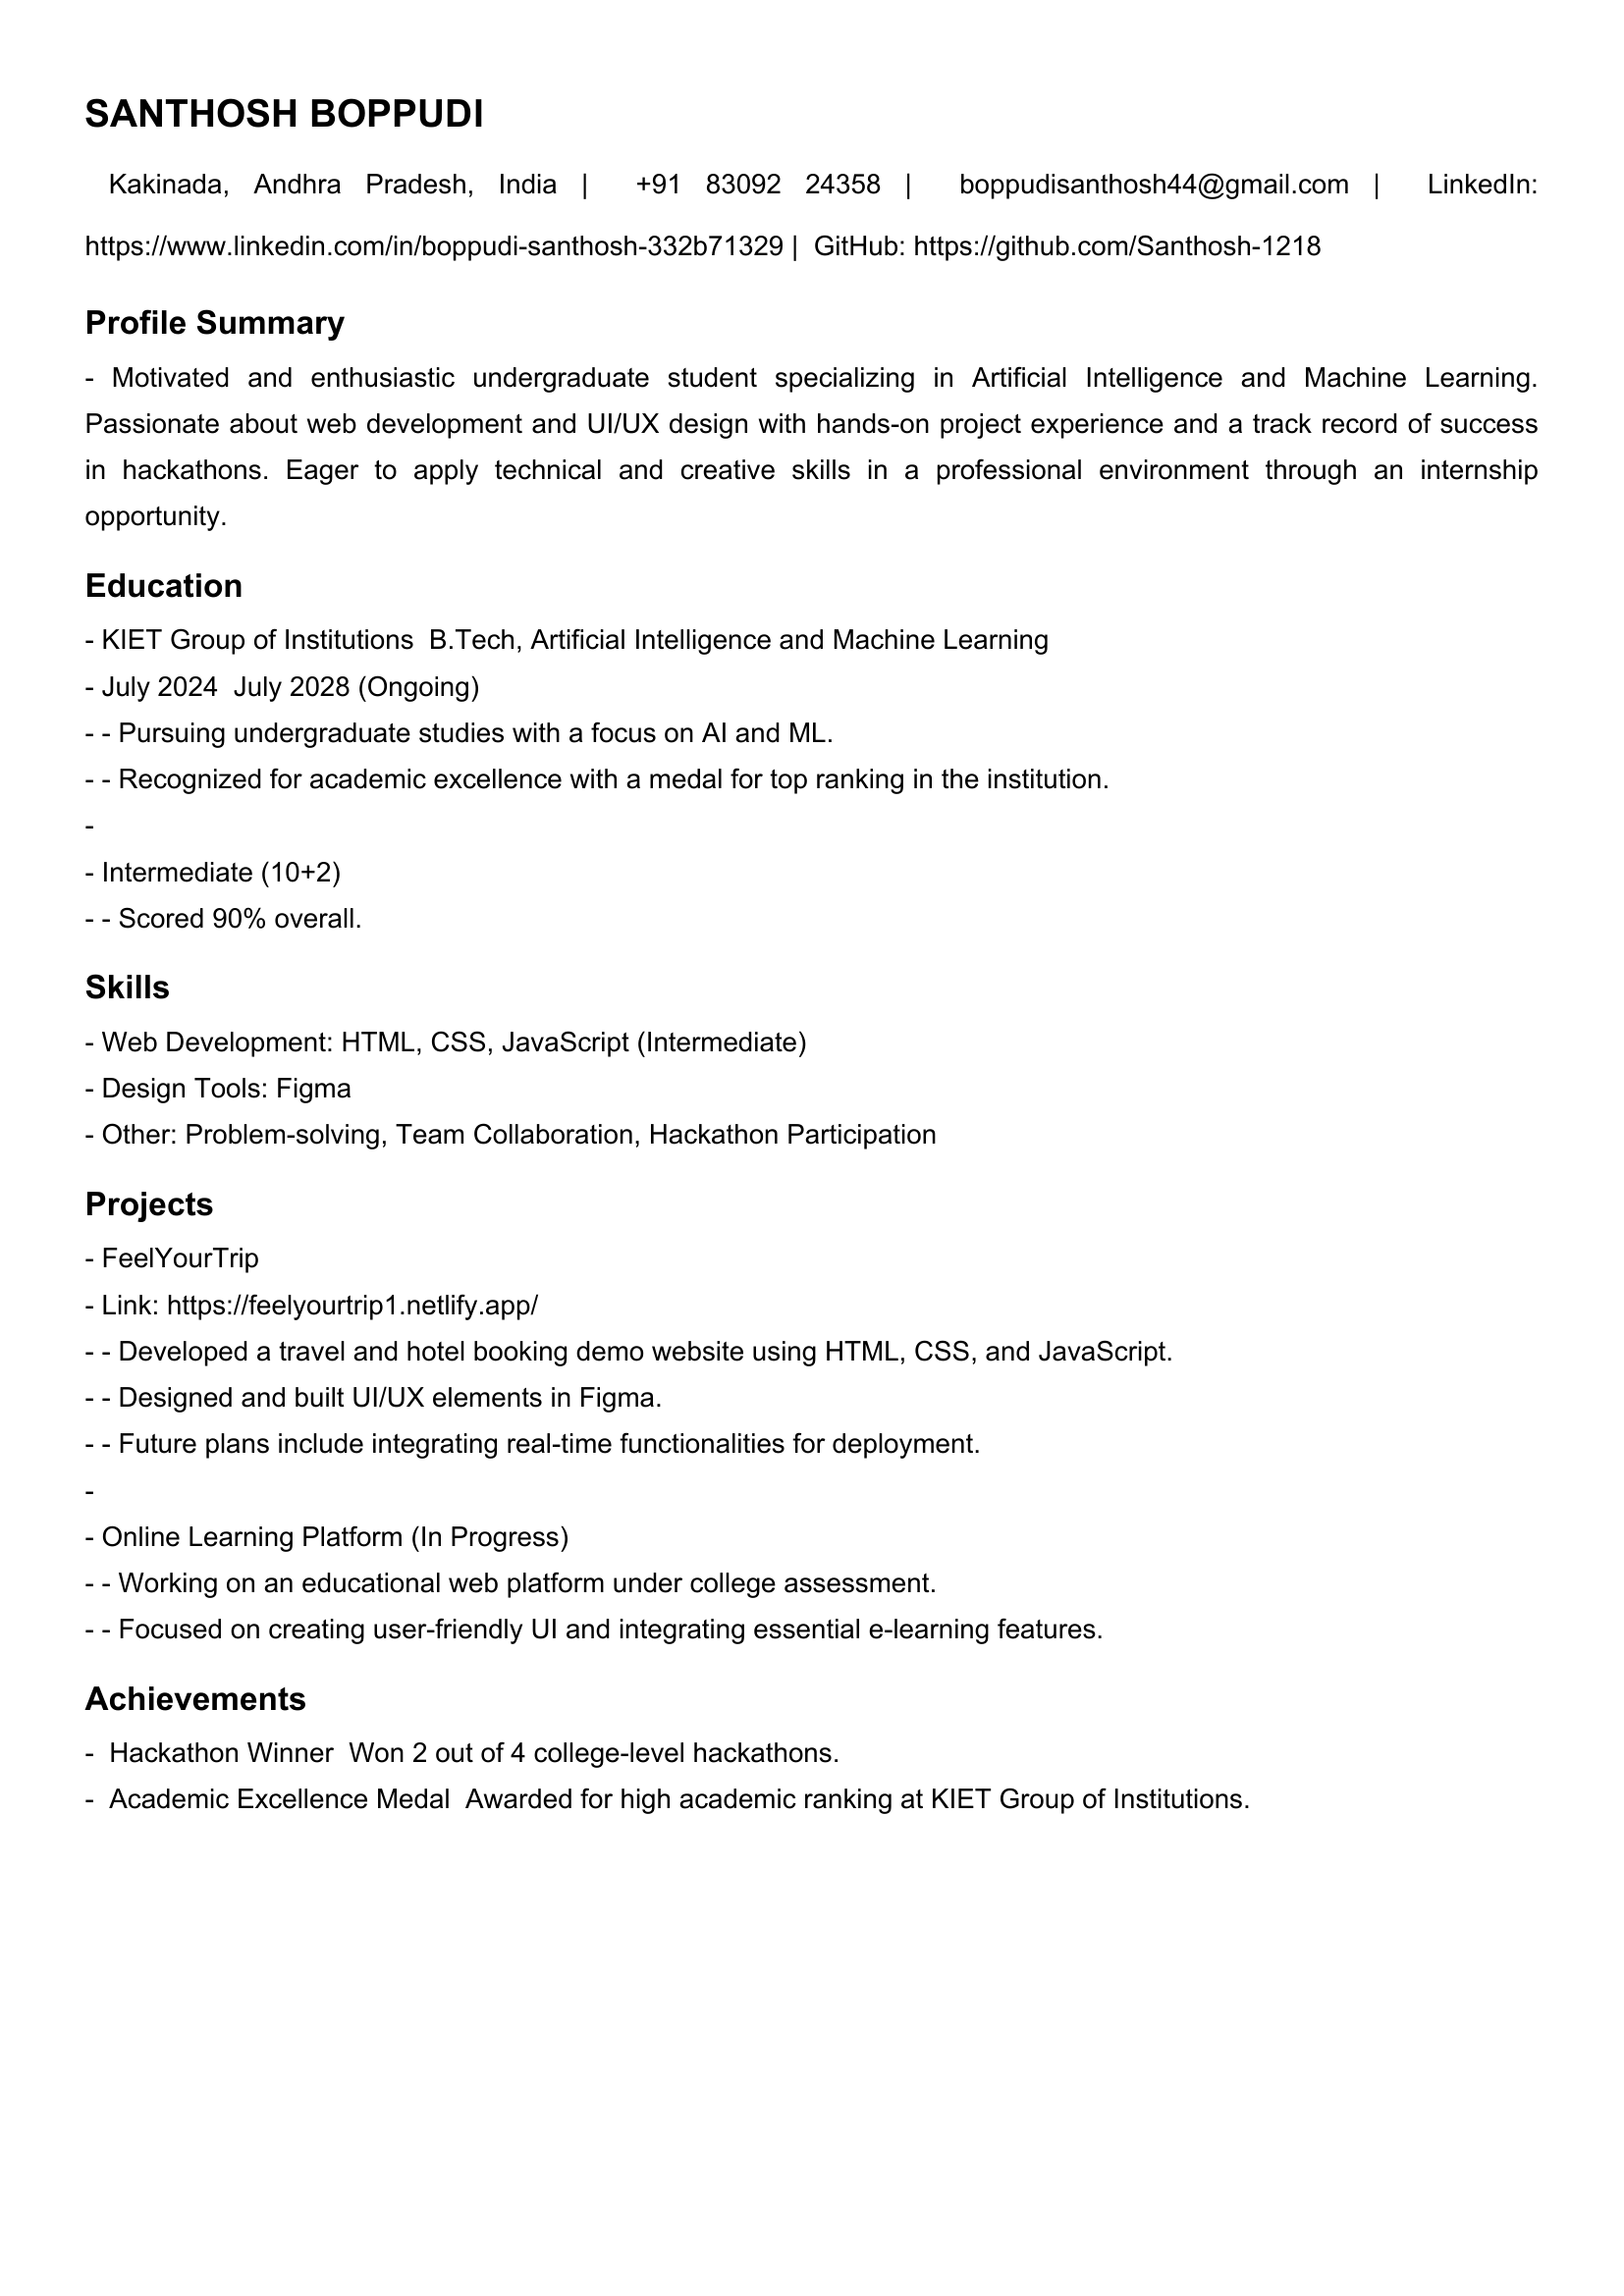 SANTHOSH BOPPUDI
Kakinada, Andhra Pradesh, India | +91 83092 24358 | boppudisanthosh44@gmail.com | LinkedIn:
https://www.linkedin.com/in/boppudi-santhosh-332b71329 | GitHub: https://github.com/Santhosh-1218
Profile Summary
- Motivated and enthusiastic undergraduate student specializing in Artificial Intelligence and Machine Learning.
Passionate about web development and UI/UX design with hands-on project experience and a track record of success
in hackathons. Eager to apply technical and creative skills in a professional environment through an internship
opportunity.
Education
- KIET Group of Institutions  B.Tech, Artificial Intelligence and Machine Learning
- July 2024  July 2028 (Ongoing)
- - Pursuing undergraduate studies with a focus on AI and ML.
- - Recognized for academic excellence with a medal for top ranking in the institution.
-
- Intermediate (10+2)
- - Scored 90% overall.
Skills
- Web Development: HTML, CSS, JavaScript (Intermediate)
- Design Tools: Figma
- Other: Problem-solving, Team Collaboration, Hackathon Participation
Projects
- FeelYourTrip
- Link: https://feelyourtrip1.netlify.app/
- - Developed a travel and hotel booking demo website using HTML, CSS, and JavaScript.
- - Designed and built UI/UX elements in Figma.
- - Future plans include integrating real-time functionalities for deployment.
-
- Online Learning Platform (In Progress)
- - Working on an educational web platform under college assessment.
- - Focused on creating user-friendly UI and integrating essential e-learning features.
Achievements
-  Hackathon Winner  Won 2 out of 4 college-level hackathons.
-  Academic Excellence Medal  Awarded for high academic ranking at KIET Group of Institutions.